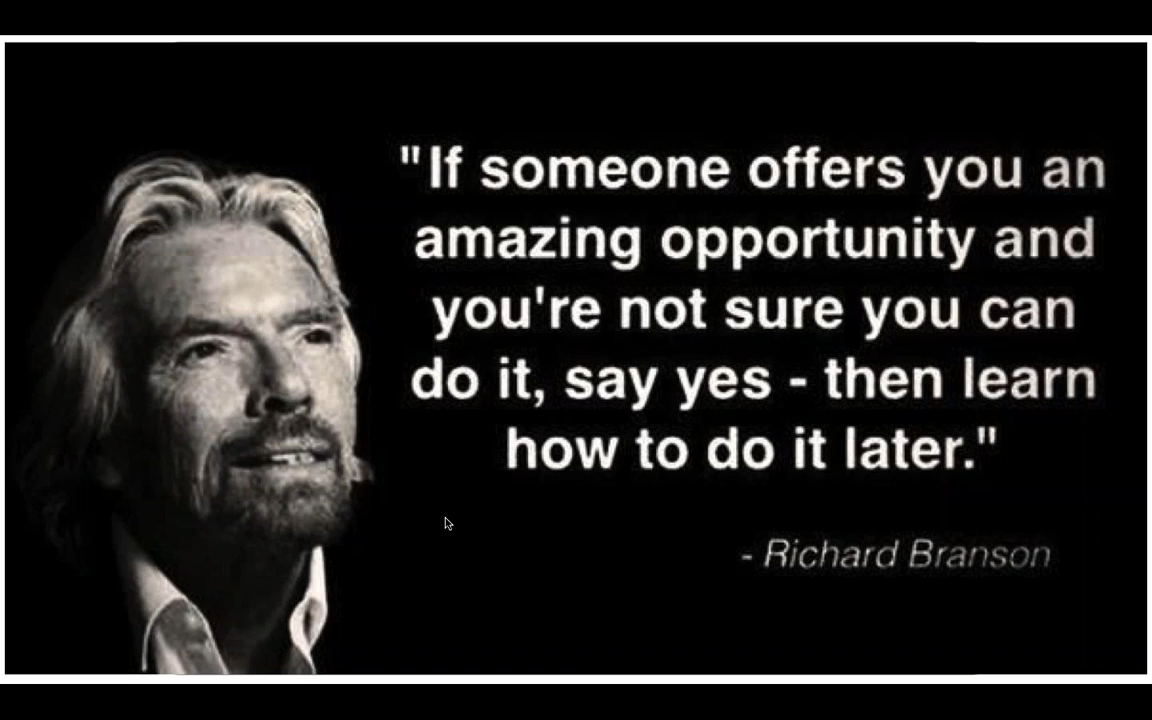 "If someone offers you an
amazing opportunity and
you're not sure you can
do it, say yes - then learn
how to do it later."
- Richard Branson